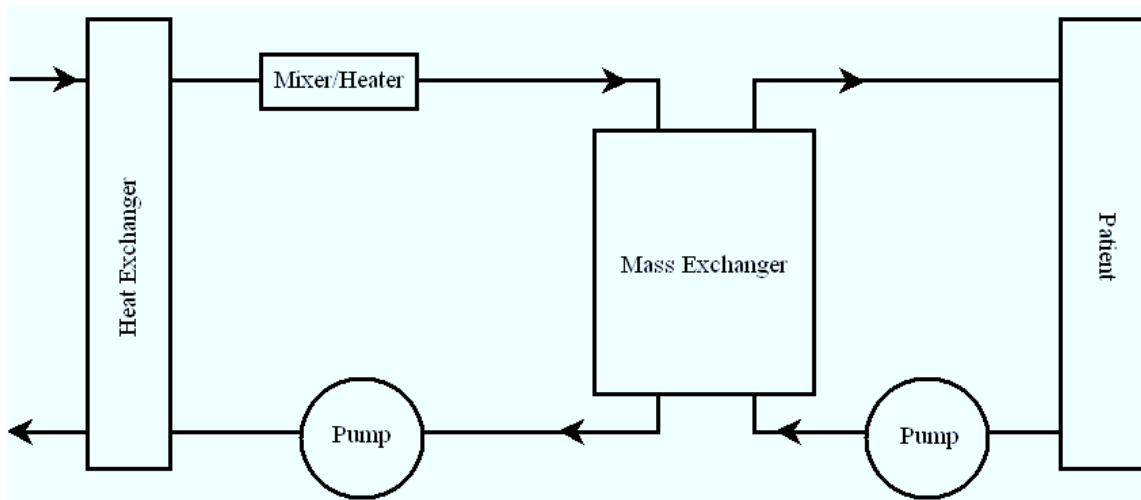 Mixer/Heater
Heat Exchanger
Mass Exchanger
Patient
Pump
Pump